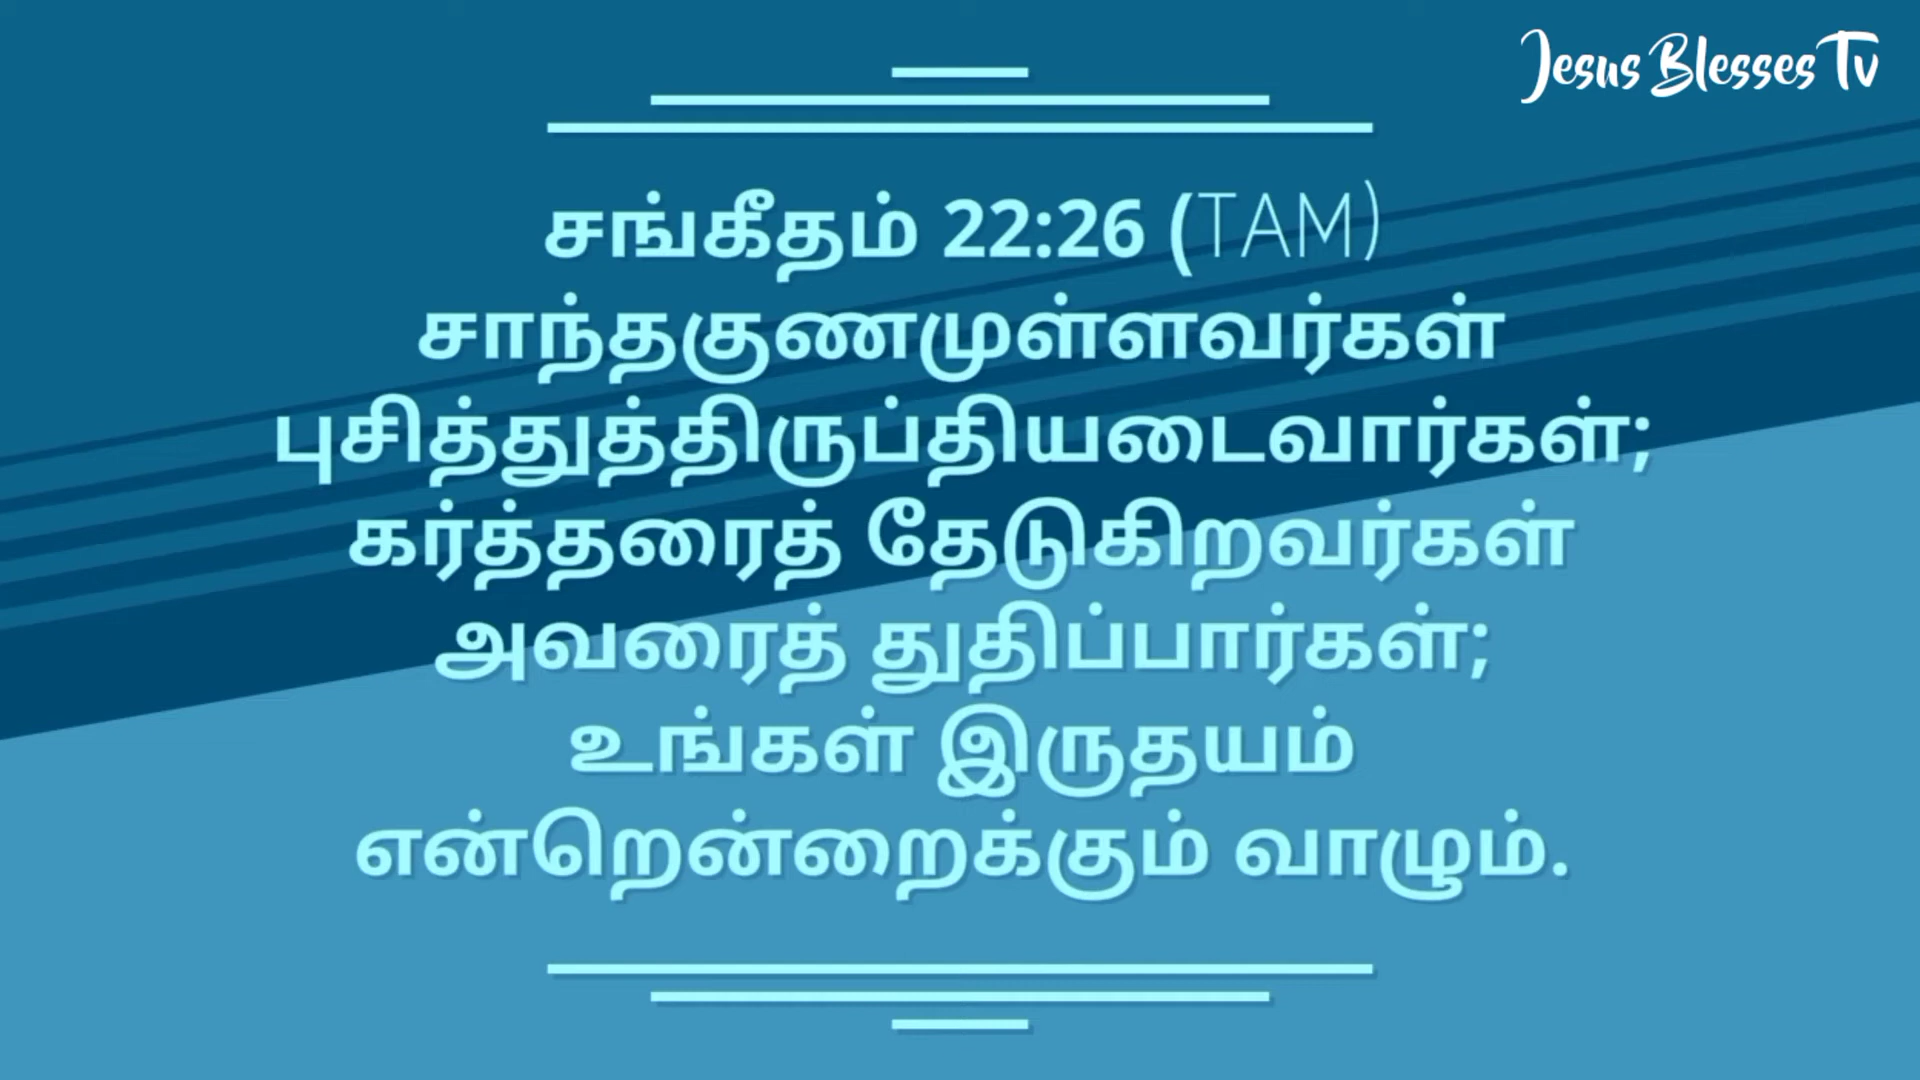 Jesus Blesses Tv
சங்கீதம் 22:26 (TAM)
சாந்தகுணமுள்ளவர்கள்
புசித்துத்திருப்தியடைவார்கள்;
கர்த்தரைத் தேடுகிறவர்கள்
அவரைத் துதிப்பார்கள்;
உங்கள் இருதயம்
என்றென்றைக்கும் வாழும்.